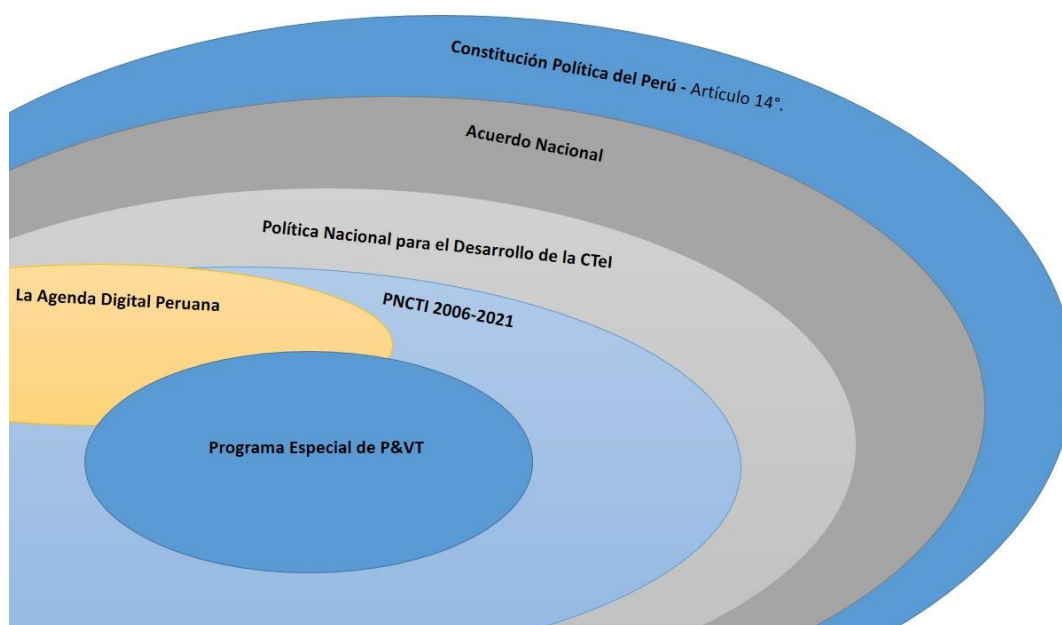 Constitución Política del Perú - Artículo 14°.
Acuerdo Nacional
Política Nacional para el Desarrollo de la CTeI
La Agenda Digital Peruana
PNCTI 2006-2021
Programa Especial de P&VT